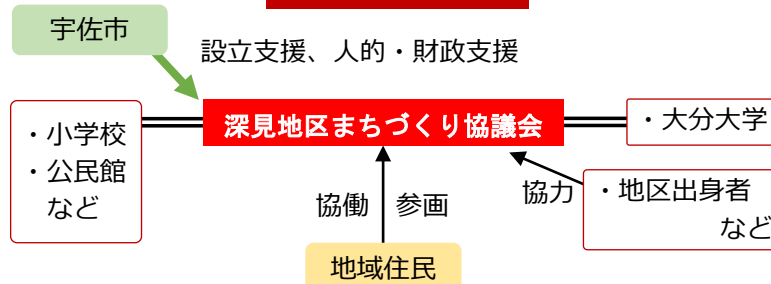 宇佐市
設立支援、人的・財政支援
・小学校
・公民館
など
深見地区まちづくり協議会
・大分大学
協働
参画
協力
・地区出身者
など
地域住民